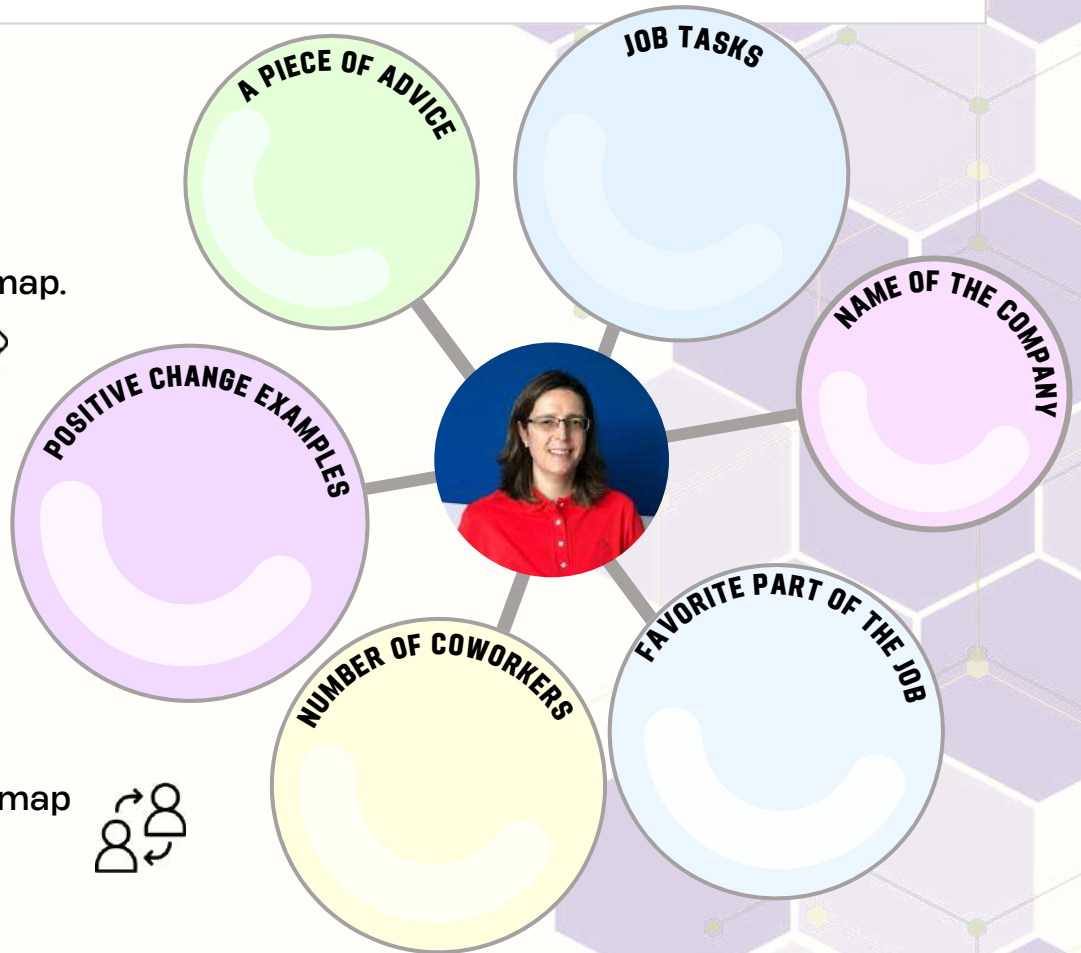 A PIECE OF ADVICE
JOB TASKS
map.
NAME OF THE COMPANY
POSITIVE CHANGE EXAMPLES
FAVORITE PART OF THE JOB
NUMBER OF COWORKERS
map